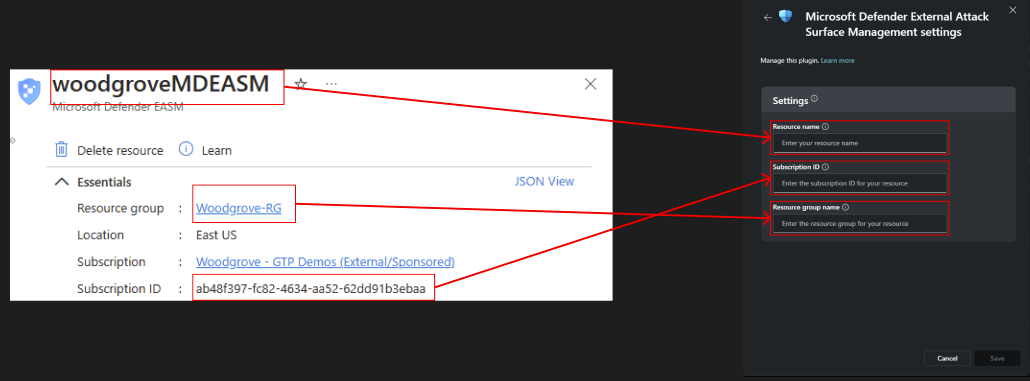 woodgroveMDEASM
Microsoft Defender EASM
Delete resource
Learn
Essentials
JSON View
Resource group : Woodgrove-RG
Location : East US
Subscription : Woodgrove - GTP Demos (External/Sponsored)
Subscription ID : ab48f397-fc82-4634-aa52-62dd91b3ebaa
Microsoft Defender External Attack
Surface Management settings
Manage this plugin. Learn more
Settings
Resource name
Enter your resource name
Subscription ID
Enter the subscription ID for your resource
Resource group name
Enter the resource group for your resource
Cancel
Save